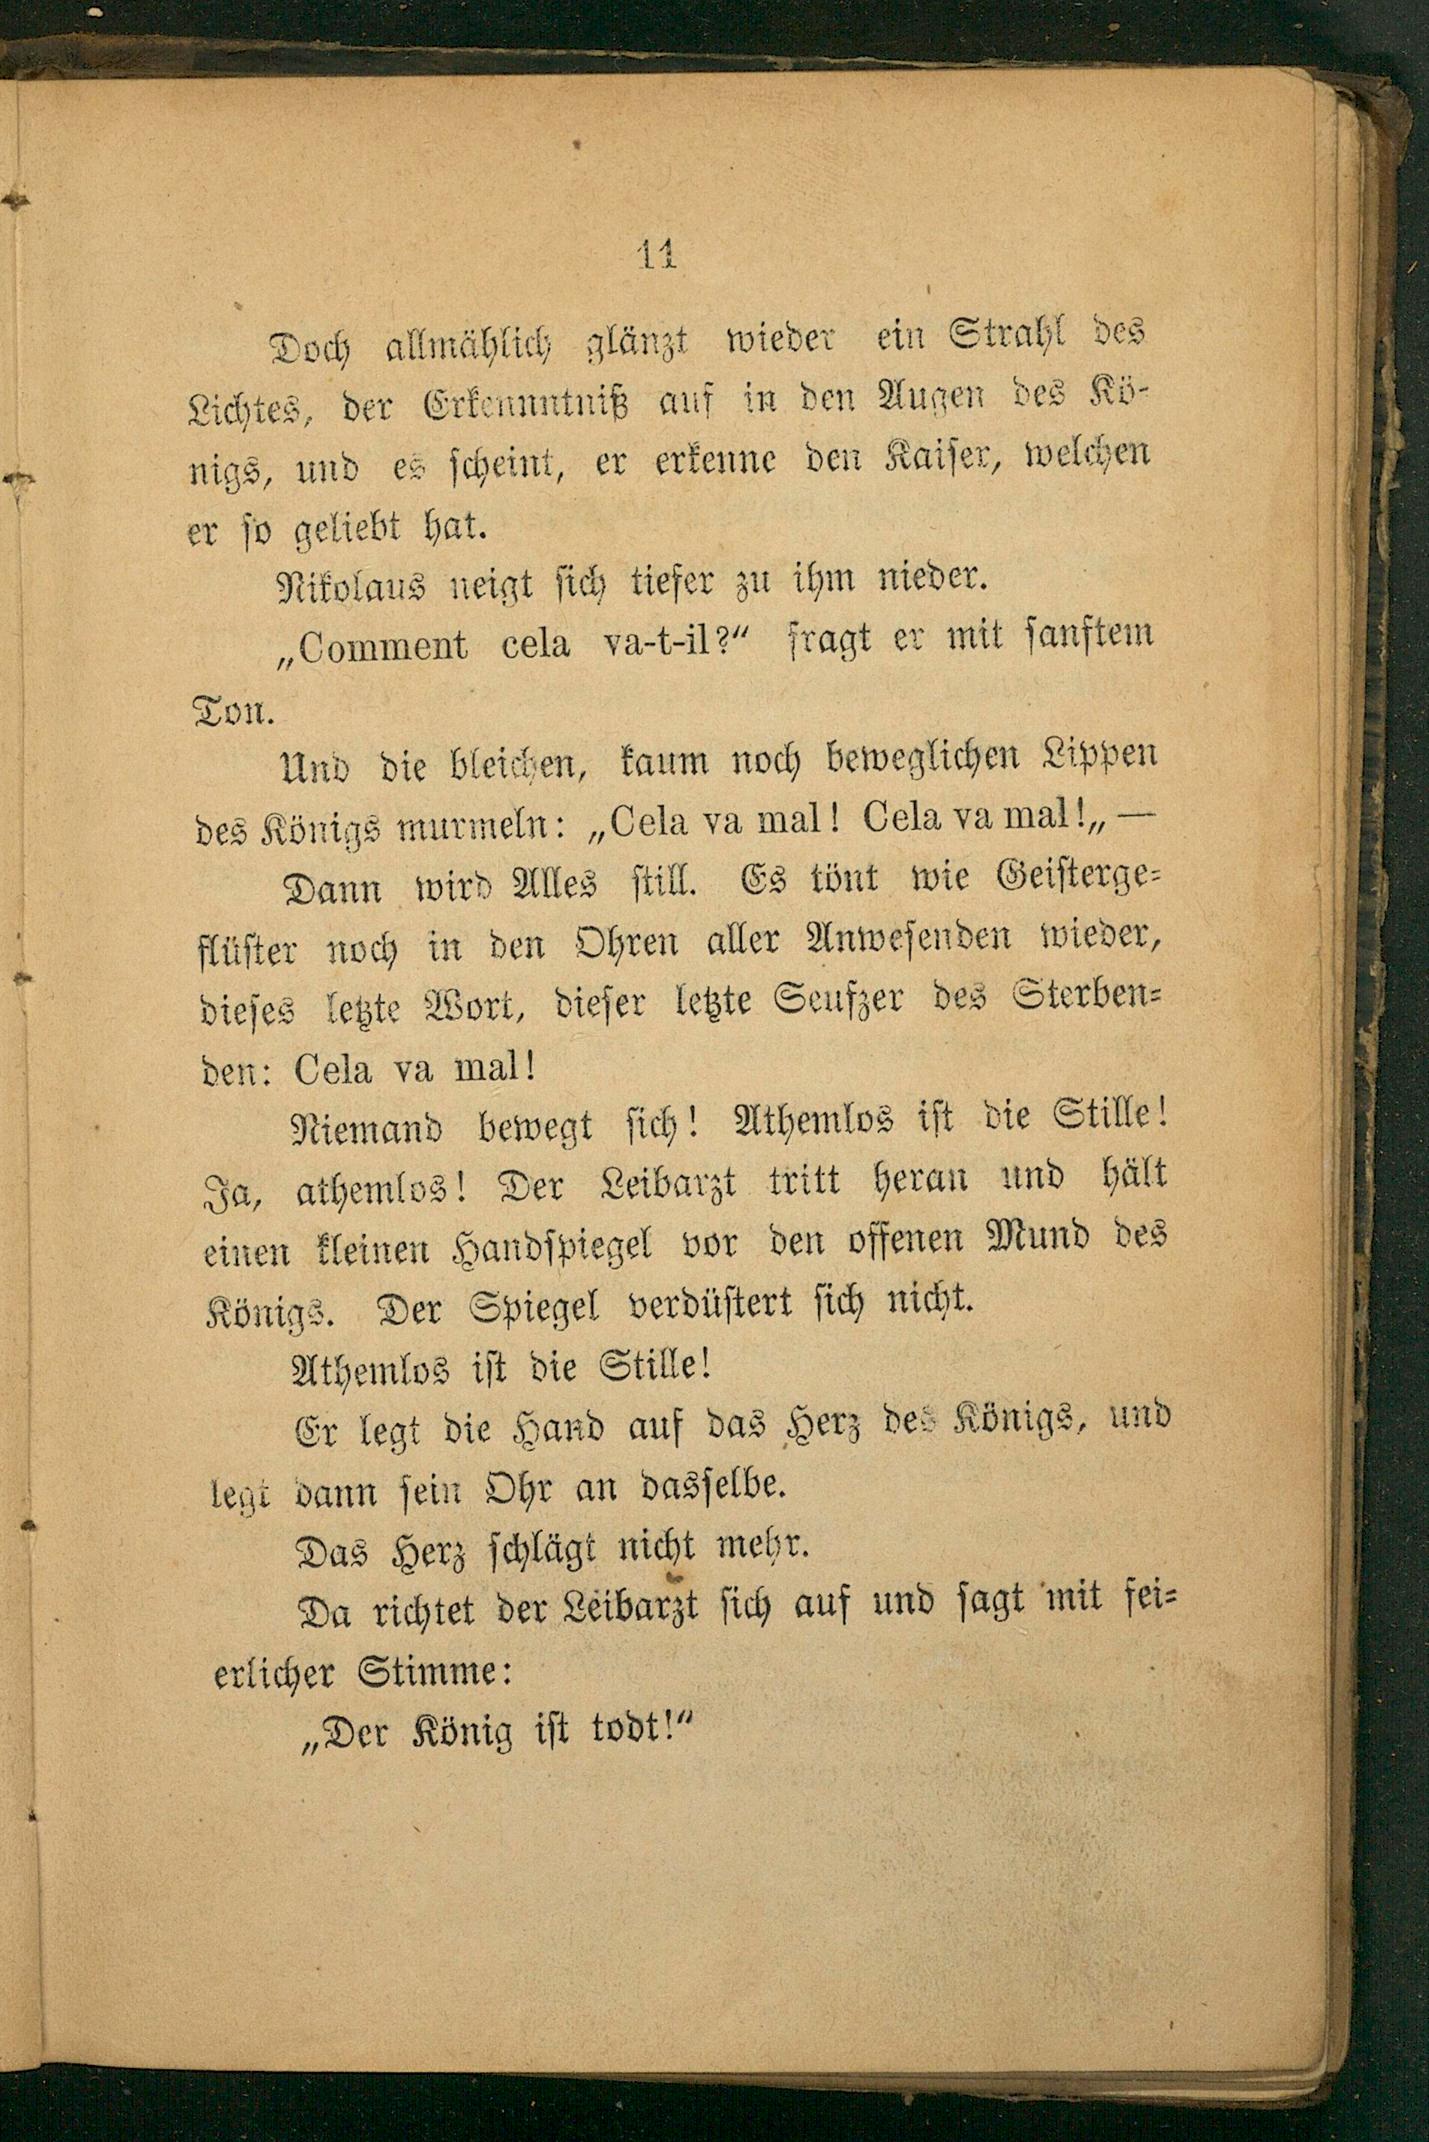 11
Doch allmählich glänzt wieder ein Strahl des
Lichtes, der Erkennntniß auf in den Augen des Kö-
nigs, und es scheint, er erkenne den Kaiser, welchen
er so geliebt hat.
Nikolaus neigt sich tiefer zu ihm nieder.
„Comment cela va-t-il?“ fragt er mit sanftem
Ton.
Und die bleichen, kaum noch beweglichen Lippen
des Königs murmeln: „Cela va mal! Cela va mal!„ —
Dann wird Alles still. Es tönt wie Geisterge-
flüster noch in den Ohren aller Anwesenden wieder,
dieses letzte Wort, dieser letzte Seufzer des Sterben-
den: Cela va mal!
Niemand bewegt sich! Athemlos ist die Stille!
Ja, athemlos! Der Leibarzt tritt heran und hält
einen kleinen Handspiegel vor den offenen Mund des
Königs. Der Spiegel verdüstert sich nicht.
Athemlos ist die Stille!
Er legt die Hand auf das Herz des Königs, und
legt dann sein Ohr an dasselbe.
Das Herz schlägt nicht mehr.
Da richtet der Leibarzt sich auf und sagt mit fei-
erlicher Stimme:
„Der König ist todt!“